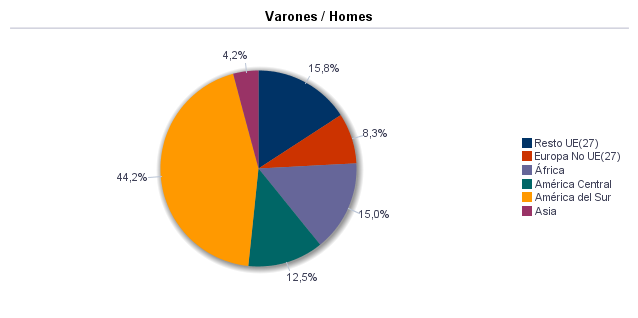 Varones / Homes
4,2%
15,8%
8,3%
44,2%
15,0%
12,5%
Resto UE(27)
Europa No UE(27)
África
América Central
América del Sur
Asia